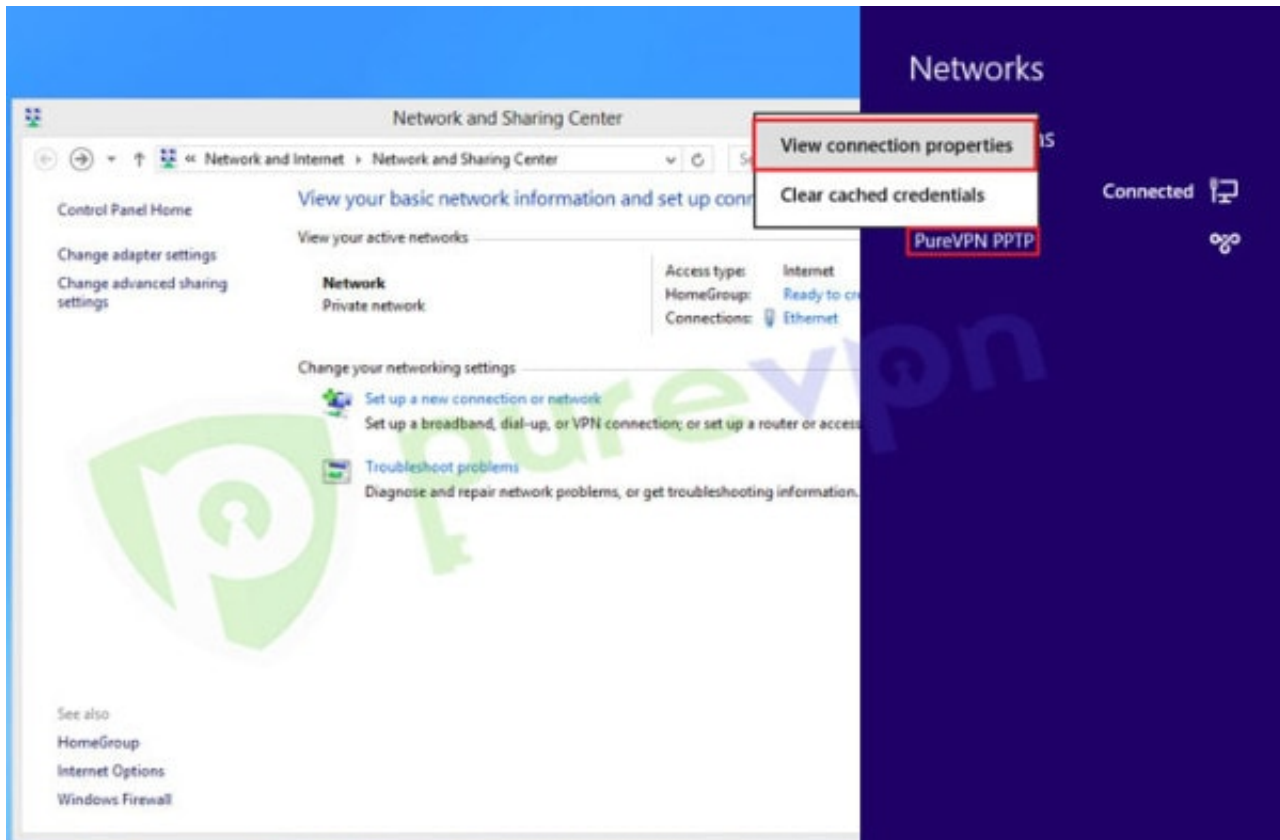 Networks
Network and Sharing Center
View connection properties
Clear cached credentials
« Network and Internet › Network and Sharing Center
Connected
PureVPN PPTP
Control Panel Home
Change adapter settings
Change advanced sharing
settings
View your basic network information and set up conn
View your active networks
Network
Private network
Access type: Internet
HomeGroup: Ready to cre
Connections: Ethernet
Change your networking settings
Set up a new connection or network
Set up a broadband, dial-up, or VPN connection; or set up a router or access
Troubleshoot problems
Diagnose and repair network problems, or get troubleshooting information.
purevpn
See also
HomeGroup
Internet Options
Windows Firewall